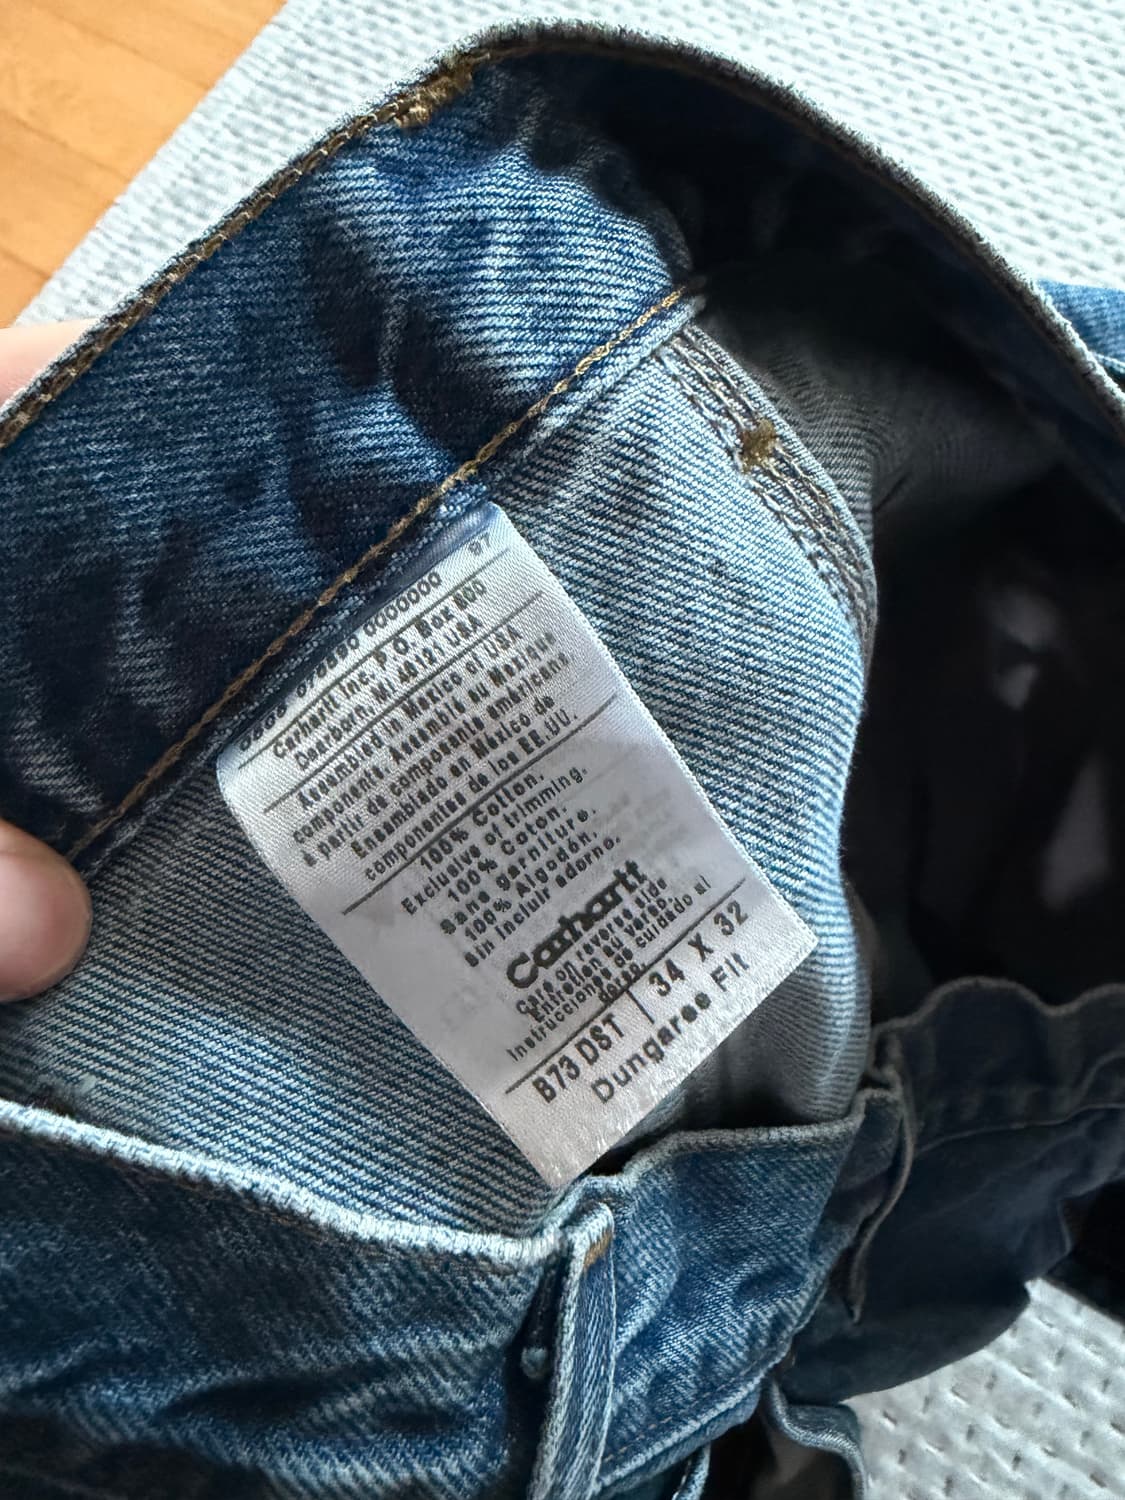 0000000 97
Carhartt Inc. P.O. Box 600
Dearborn, MI 48121 USA
Assembled in Mexico of USA
components. Assemblé au Mexique
à partir de composants américans
Ensamblado en México de
componentes de los EE.UU.
100% Cotton.
Exclusive of trimming.
100% Coton.
sans garniture.
100% Algodón.
sin incluir adorno.
Carhartt
care on reverse side
Entretien au verso.
Instrucciones de cuidado al
dorso
B73 DST | 34 X 32
Dungaree Fit